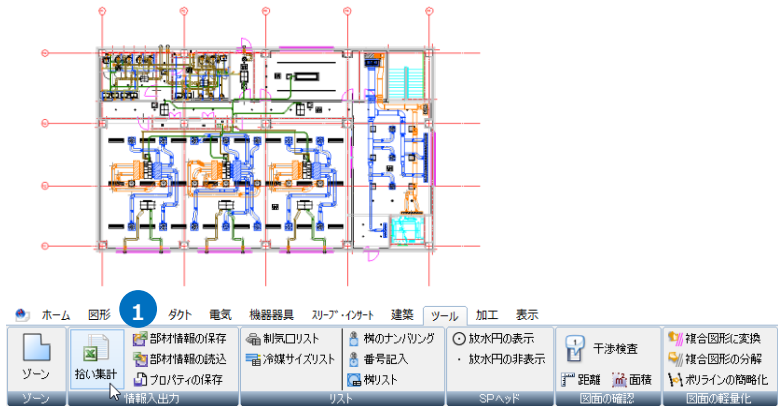 ホーム 図形 1 ダクト 電気 機器器具 スリーブ・インサート 建築 ツール 加工 表示
部材情報の保存 制気口リスト 桝のナンバリング 放水円の表示 複合図形に変換
ゾーン 拾い集計 部材情報の読込 冷媒サイズリスト 番号記入 放水円の非表示 干渉検査 複合図形の分解
プロパティの保存 桝リスト 距離 面積 ポリラインの簡略化
ゾーン 情報入出力 リスト SPヘッド 図面の確認 図面の軽量化